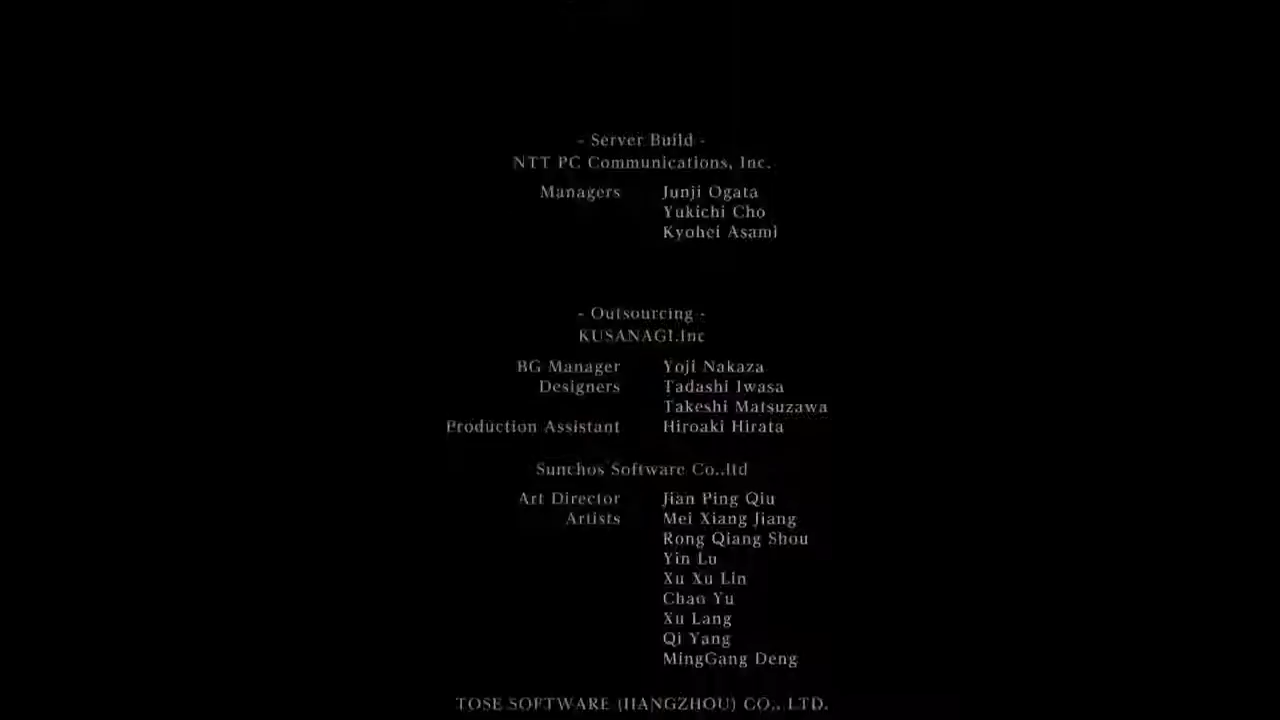 - Server Build -
NTT PC Communications, Inc.
Managers Junji Ogata
Yukichi Cho
Kyohei Asami
- Outsourcing -
KUSANAGI.Inc
BG Manager Yoji Nakaza
Designers Tadashi Iwasa
Takeshi Matsuzawa
Production Assistant Hiroaki Hirata
Sunchos Software Co.,ltd
Art Director Jian Ping Qiu
Artists Mei Xiang Jiang
Rong Qiang Shou
Yin Lu
Xu Xu Lin
Chao Yu
Xu Lang
Qi Yang
MingGang Deng
TOSE SOFTWARE (HANGZHOU) CO., LTD.